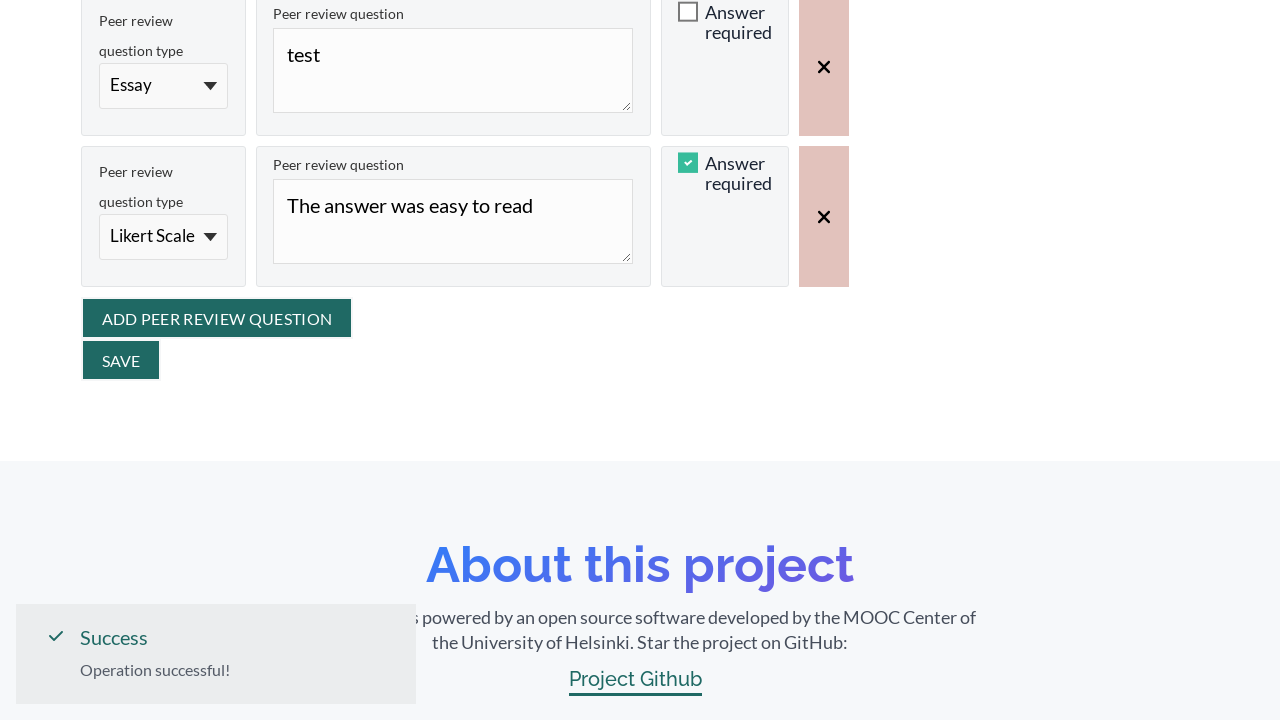 Peer review
question type
Essay
Peer review question
test
Answer
required
Peer review
question type
Likert Scale
Peer review question
The answer was easy to read
Answer
required
ADD PEER REVIEW QUESTION
SAVE
About this project
powered by an open source software developed by the MOOC Center of
the University of Helsinki. Star the project on GitHub:
Project Github
Success
Operation successful!